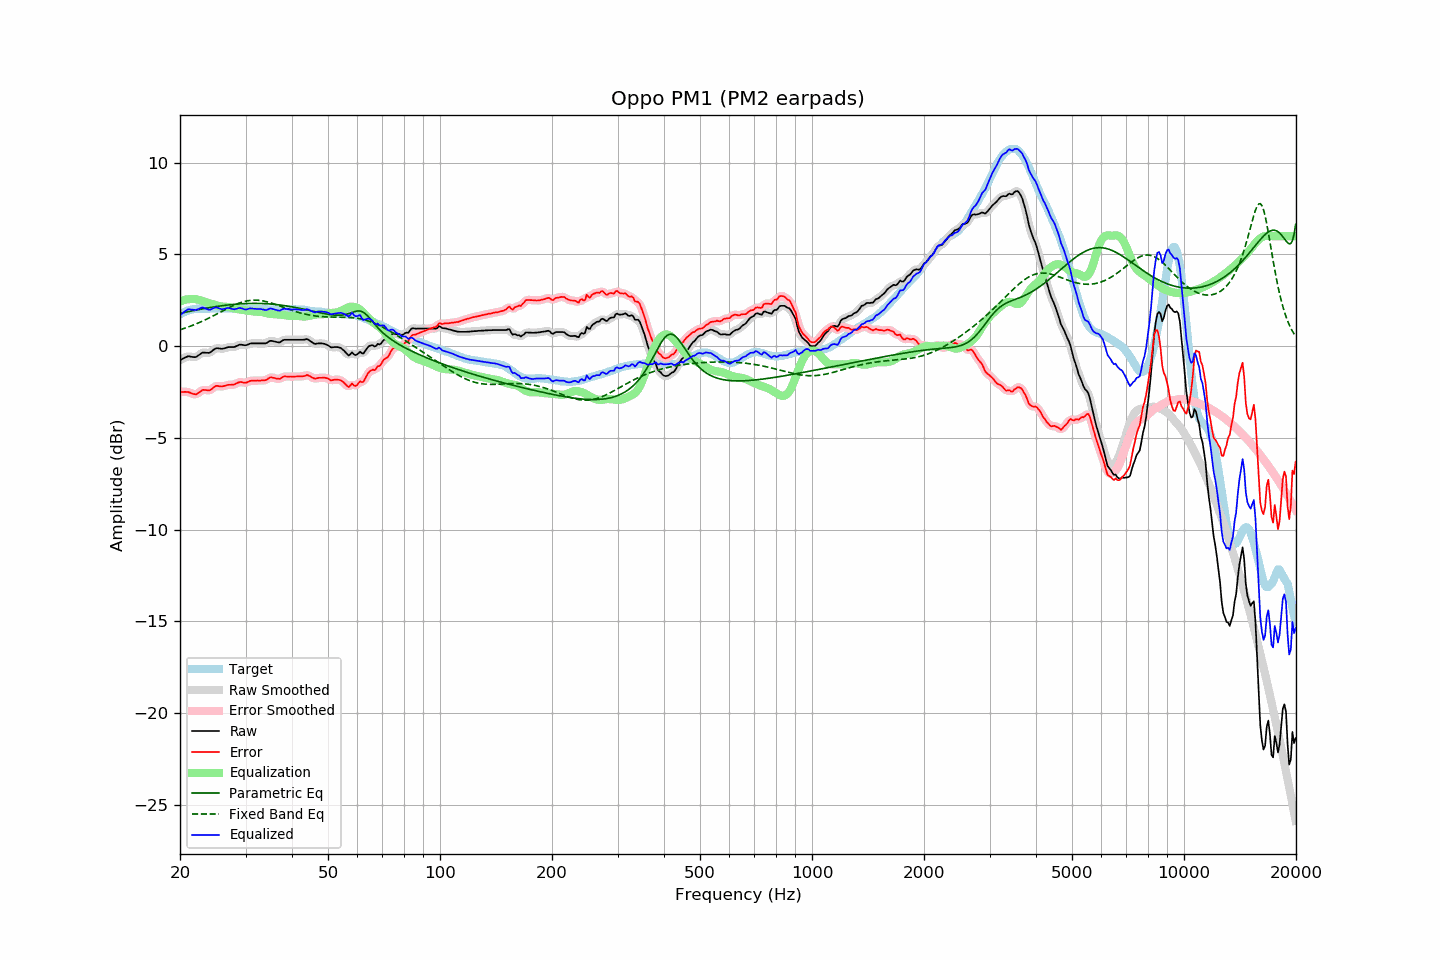 Oppo PM1 (PM2 earpads)
10
5
0
−5
−10
−15
−20
−25
Amplitude (dBr)
Target
Raw Smoothed
Error Smoothed
Raw
Error
Equalization
Parametric Eq
Fixed Band Eq
Equalized
20 50 100 200 500 1000 2000 5000 10000 20000
Frequency (Hz)